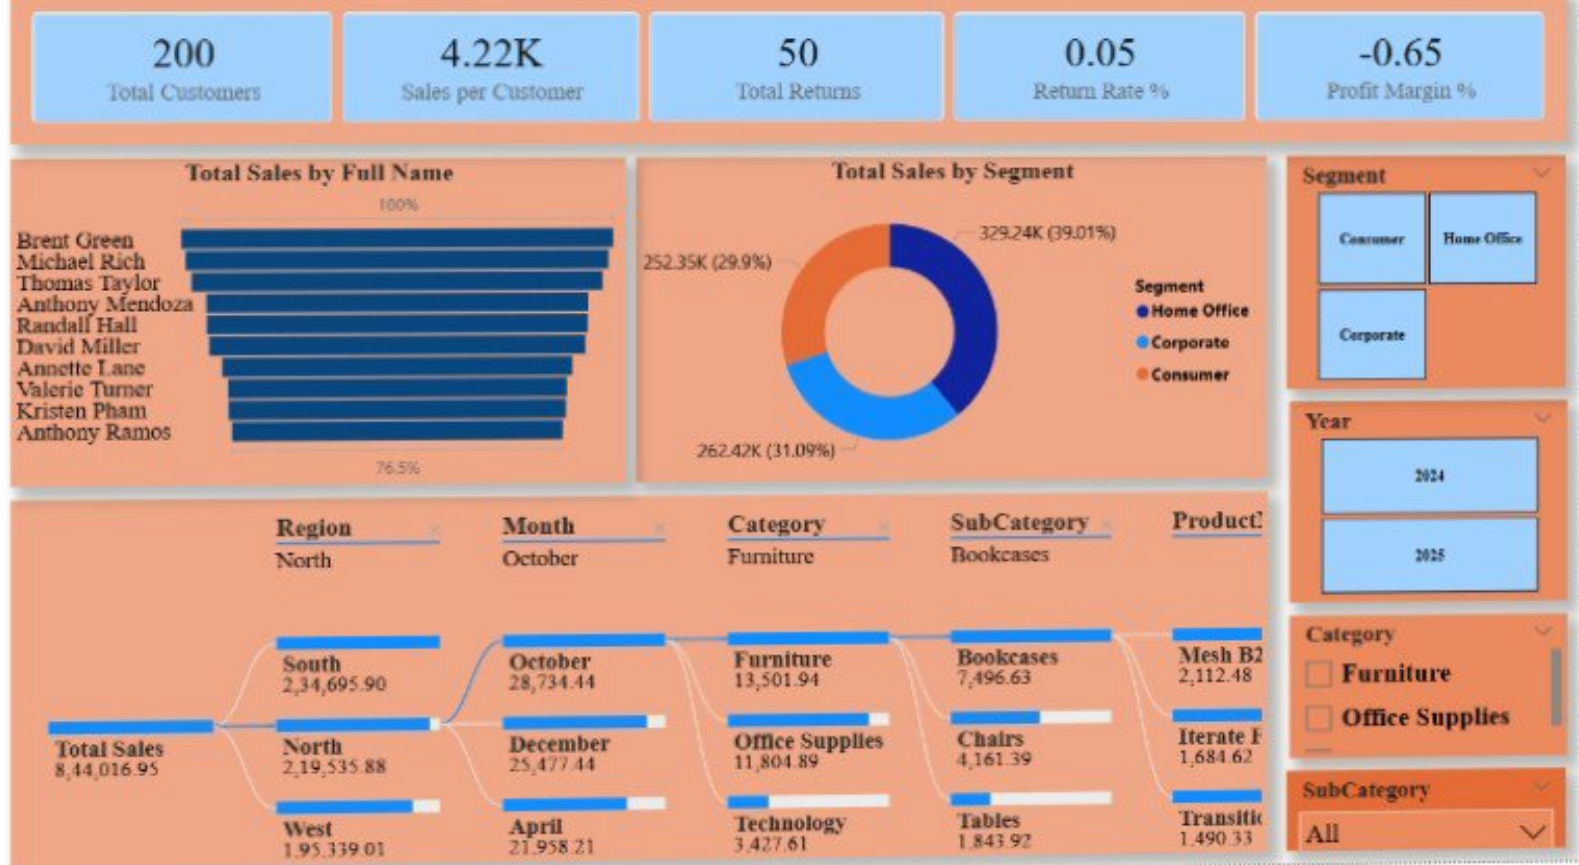 200
Total Customers
4.22K
Sales per Customer
50
Total Returns
0.05
Return Rate %
-0.65
Profit Margin %
Total Sales by Full Name
100%
Brent Green
Michael Rich
Thomas Taylor
Anthony Mendoza
Randall Hall
David Miller
Annette Lane
Valerie Turner
Kristen Pham
Anthony Ramos
76.5%
Total Sales by Segment
329.24K (39.01%)
252.35K (29.9%)
262.42K (31.09%)
Segment
Home Office
Corporate
Consumer
Segment
Consumer
Home Office
Corporate
Year
2024
2025
Category
Furniture
Office Supplies
SubCategory
All
Region
North
Month
October
Category
Furniture
SubCategory
Bookcases
Product
Total Sales
8,44,016.95
South
2,34,695.90
North
2,19,535.88
West
1,95,339.01
October
28,734.44
December
25,477.44
April
21,958.21
Furniture
13,501.94
Office Supplies
11,804.89
Technology
3,427.61
Bookcases
7,496.63
Chairs
4,161.39
Tables
1,843.92
Mesh B2
2,112.48
Iterate F
1,684.62
Transitic
1,490.33